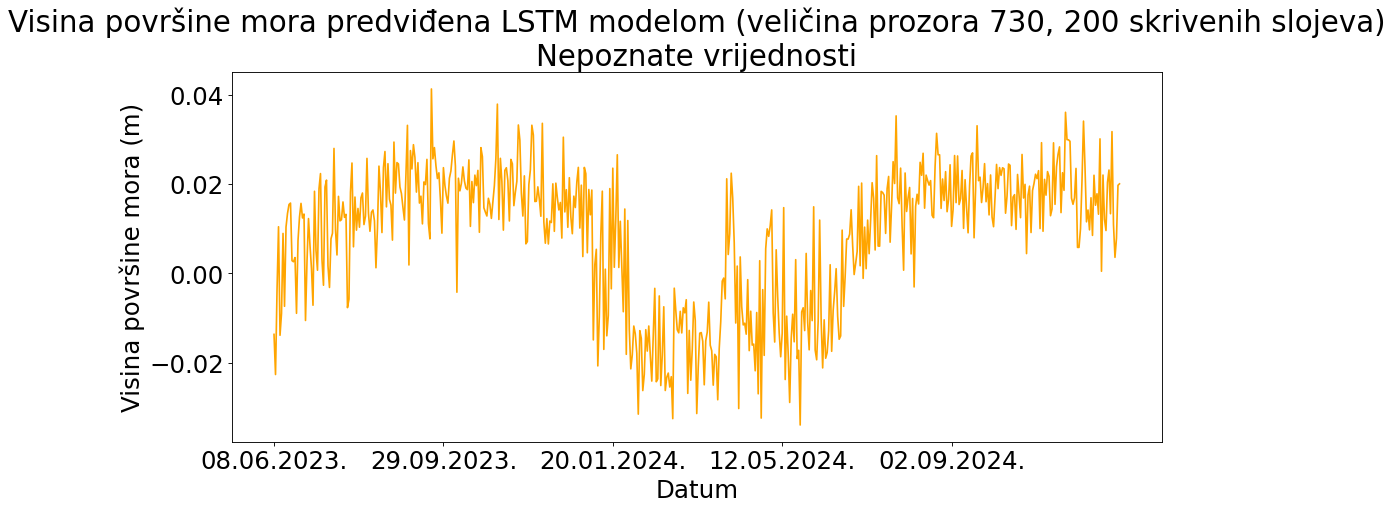 Visina površine mora predviđena LSTM modelom (veličina prozora 730, 200 skrivenih slojeva)
Nepoznate vrijednosti
Visina površine mora (m)
0.04
0.02
0.00
−0.02
08.06.2023. 29.09.2023. 20.01.2024. 12.05.2024. 02.09.2024.
Datum